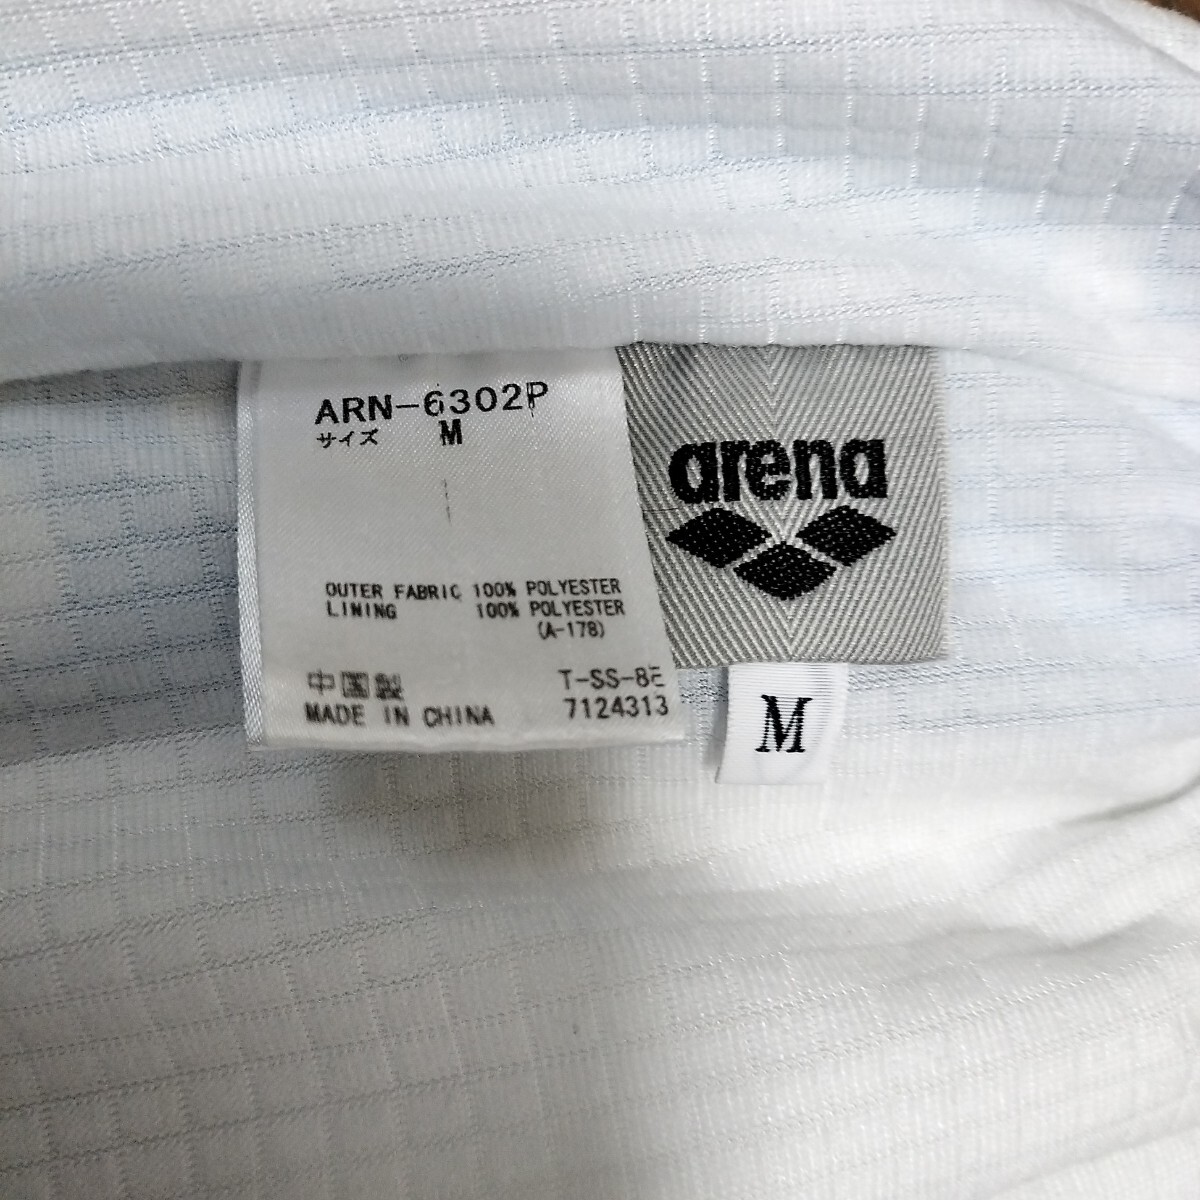 ARN-6302P
サイズ M
OUTER FABRIC 100% POLYESTER
LINING 100% POLYESTER
(A-178)
中国製 T-SS-8E
MADE IN CHINA 7124313
arena
M